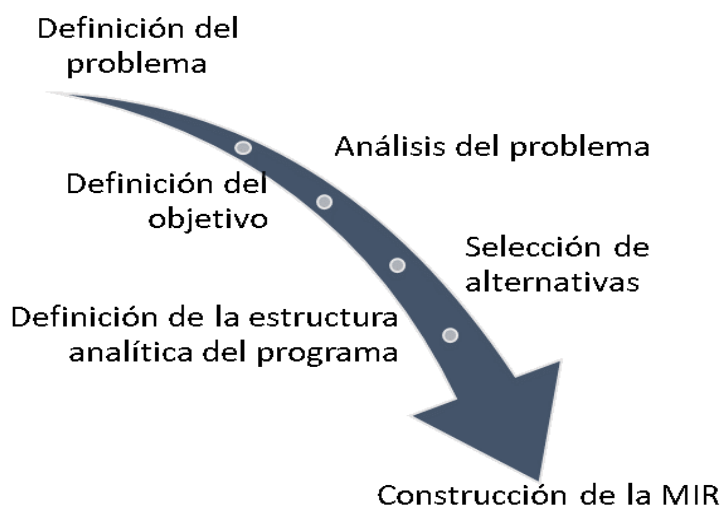 Definición del
problema
Análisis del problema
Definición del
objetivo
Selección de
alternativas
Definición de la estructura
analítica del programa
Construcción de la MIR